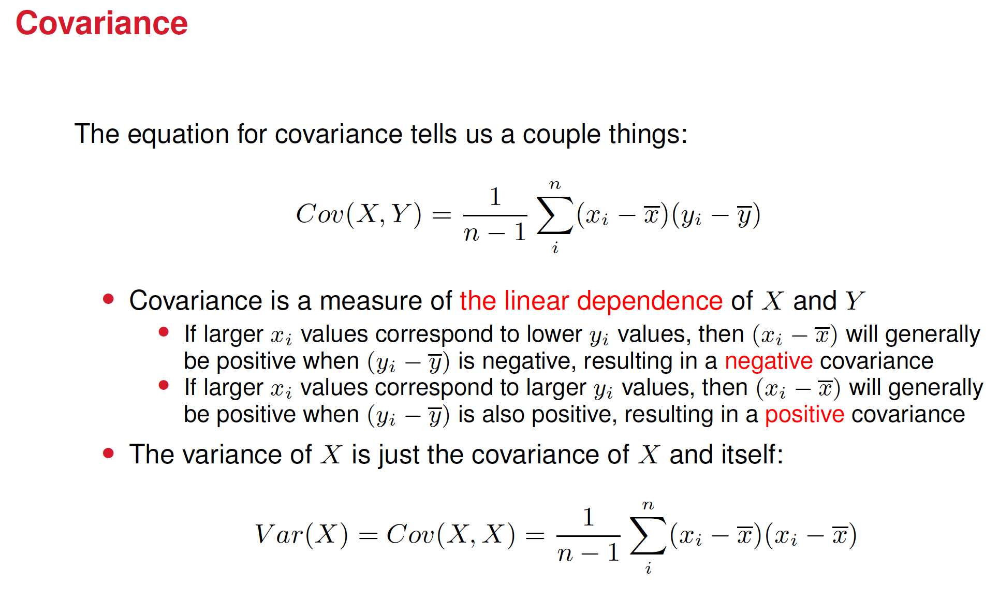 Covariance
The equation for covariance tells us a couple things:
$Cov(X, Y) = \frac{1}{n-1} \sum_{i}^{n} (x_i - \overline{x})(y_i - \overline{y})$
• Covariance is a measure of the linear dependence of $X$ and $Y$
• If larger $x_i$ values correspond to lower $y_i$ values, then $(x_i - \overline{x})$ will generally
be positive when $(y_i - \overline{y})$ is negative, resulting in a negative covariance
• If larger $x_i$ values correspond to larger $y_i$ values, then $(x_i - \overline{x})$ will generally
be positive when $(y_i - \overline{y})$ is also positive, resulting in a positive covariance
• The variance of $X$ is just the covariance of $X$ and itself:
$Var(X) = Cov(X, X) = \frac{1}{n-1} \sum_{i}^{n} (x_i - \overline{x})(x_i - \overline{x})$